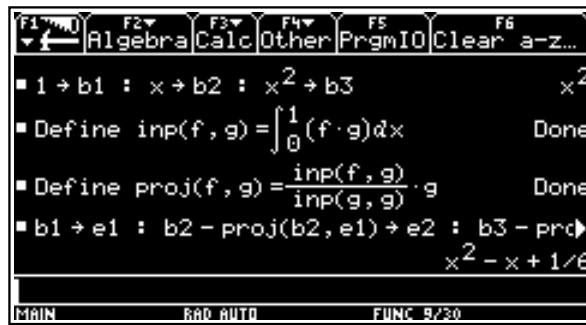 F1 F2▾ F3▾ F4▾ F5 F6
Algebra Calc Other PrgmIO Clear a-z…
▪1→b1 : x→b2 : x²→b3 x²
▪Define inp(f,g)=∫₀¹(f·g)dx Done
▪Define proj(f,g)=inp(f,g)/inp(g,g)·g Done
▪b1→e1 : b2-proj(b2,e1)→e2 : b3-pro▸
x²-x+1/6
MAIN RAD AUTO FUNC 9/30